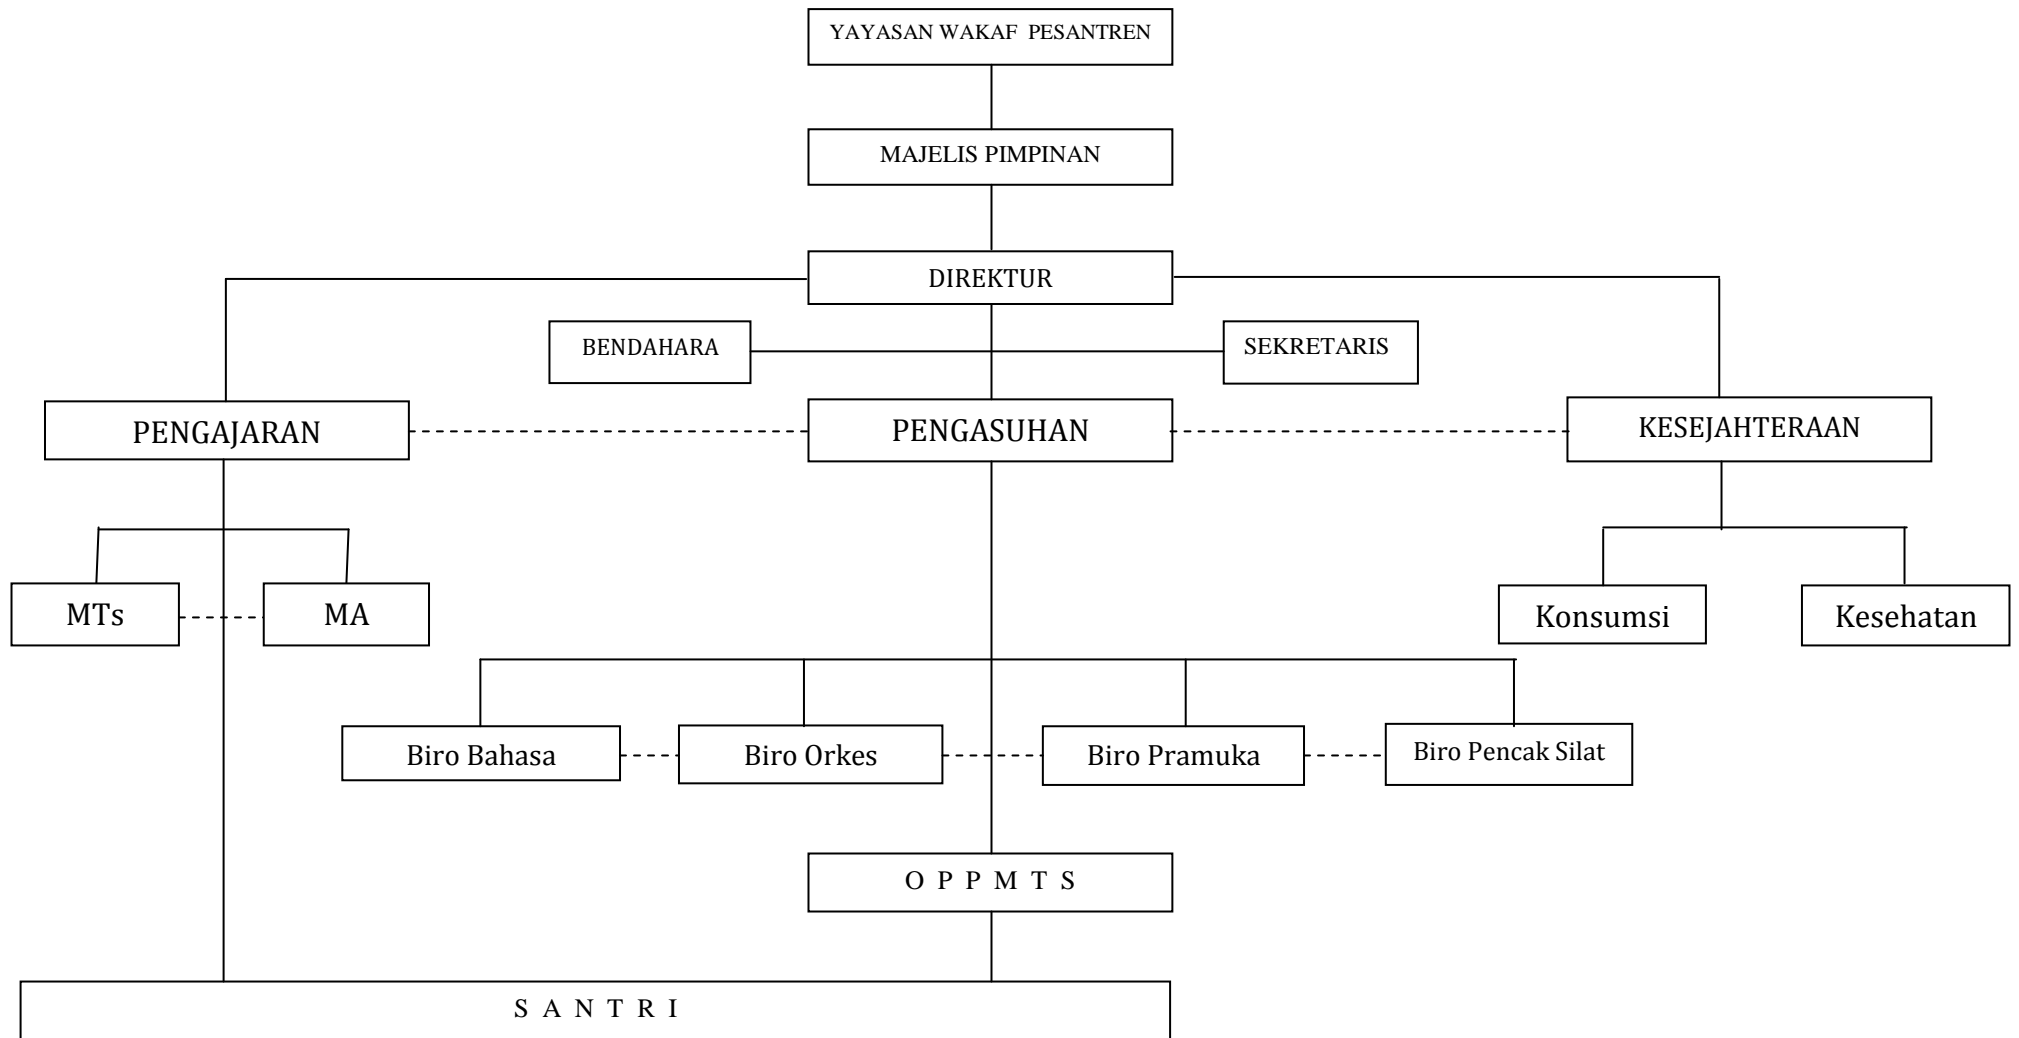 YAYASAN WAKAF PESANTREN
MAJELIS PIMPINAN
DIREKTUR
BENDAHARA
SEKRETARIS
PENGAJARAN
PENGASUHAN
KESEJAHTERAAN
MTs
MA
Konsumsi
Kesehatan
Biro Bahasa
Biro Orkes
Biro Pramuka
Biro Pencak Silat
O P P M T S
S A N T R I